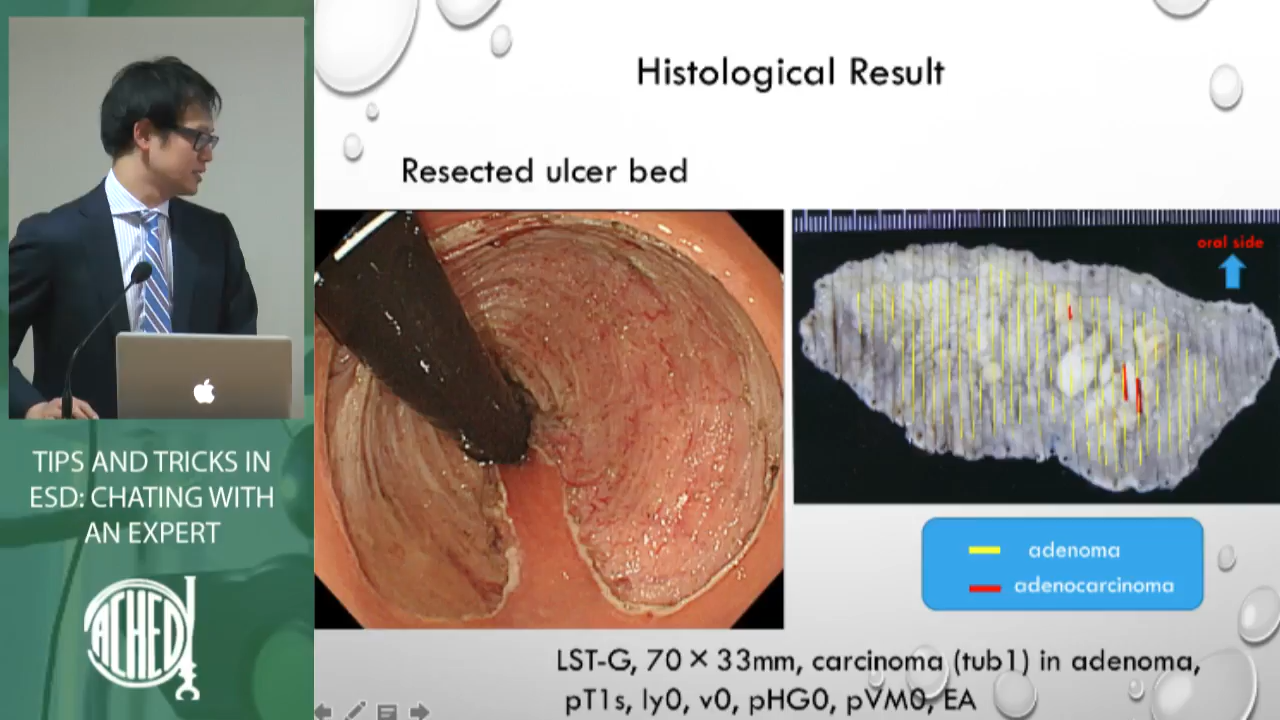 Histological Result
Resected ulcer bed
oral side
adenoma
adenocarcinoma
LST-G, 70 × 33mm, carcinoma (tub1) in adenoma,
pT1s, ly0, v0, pHG0, pVM0, EA
TIPS AND TRICKS IN
ESD: CHATING WITH
AN EXPERT
ACHED